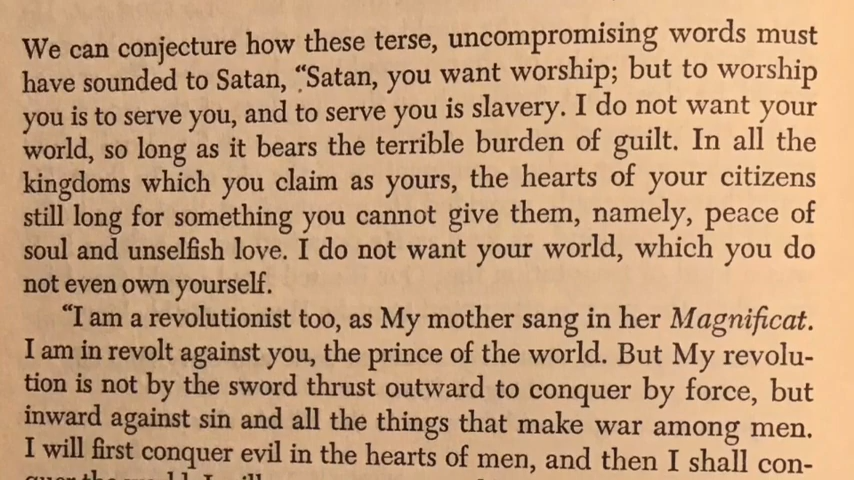 We can conjecture how these terse, uncompromising words must
have sounded to Satan, “Satan, you want worship; but to worship
you is to serve you, and to serve you is slavery. I do not want your
world, so long as it bears the terrible burden of guilt. In all the
kingdoms which you claim as yours, the hearts of your citizens
still long for something you cannot give them, namely, peace of
soul and unselfish love. I do not want your world, which you do
not even own yourself.
“I am a revolutionist too, as My mother sang in her Magnificat.
I am in revolt against you, the prince of the world. But My revolu-
tion is not by the sword thrust outward to conquer by force, but
inward against sin and all the things that make war among men.
I will first conquer evil in the hearts of men, and then I shall con-
quer the world. I will